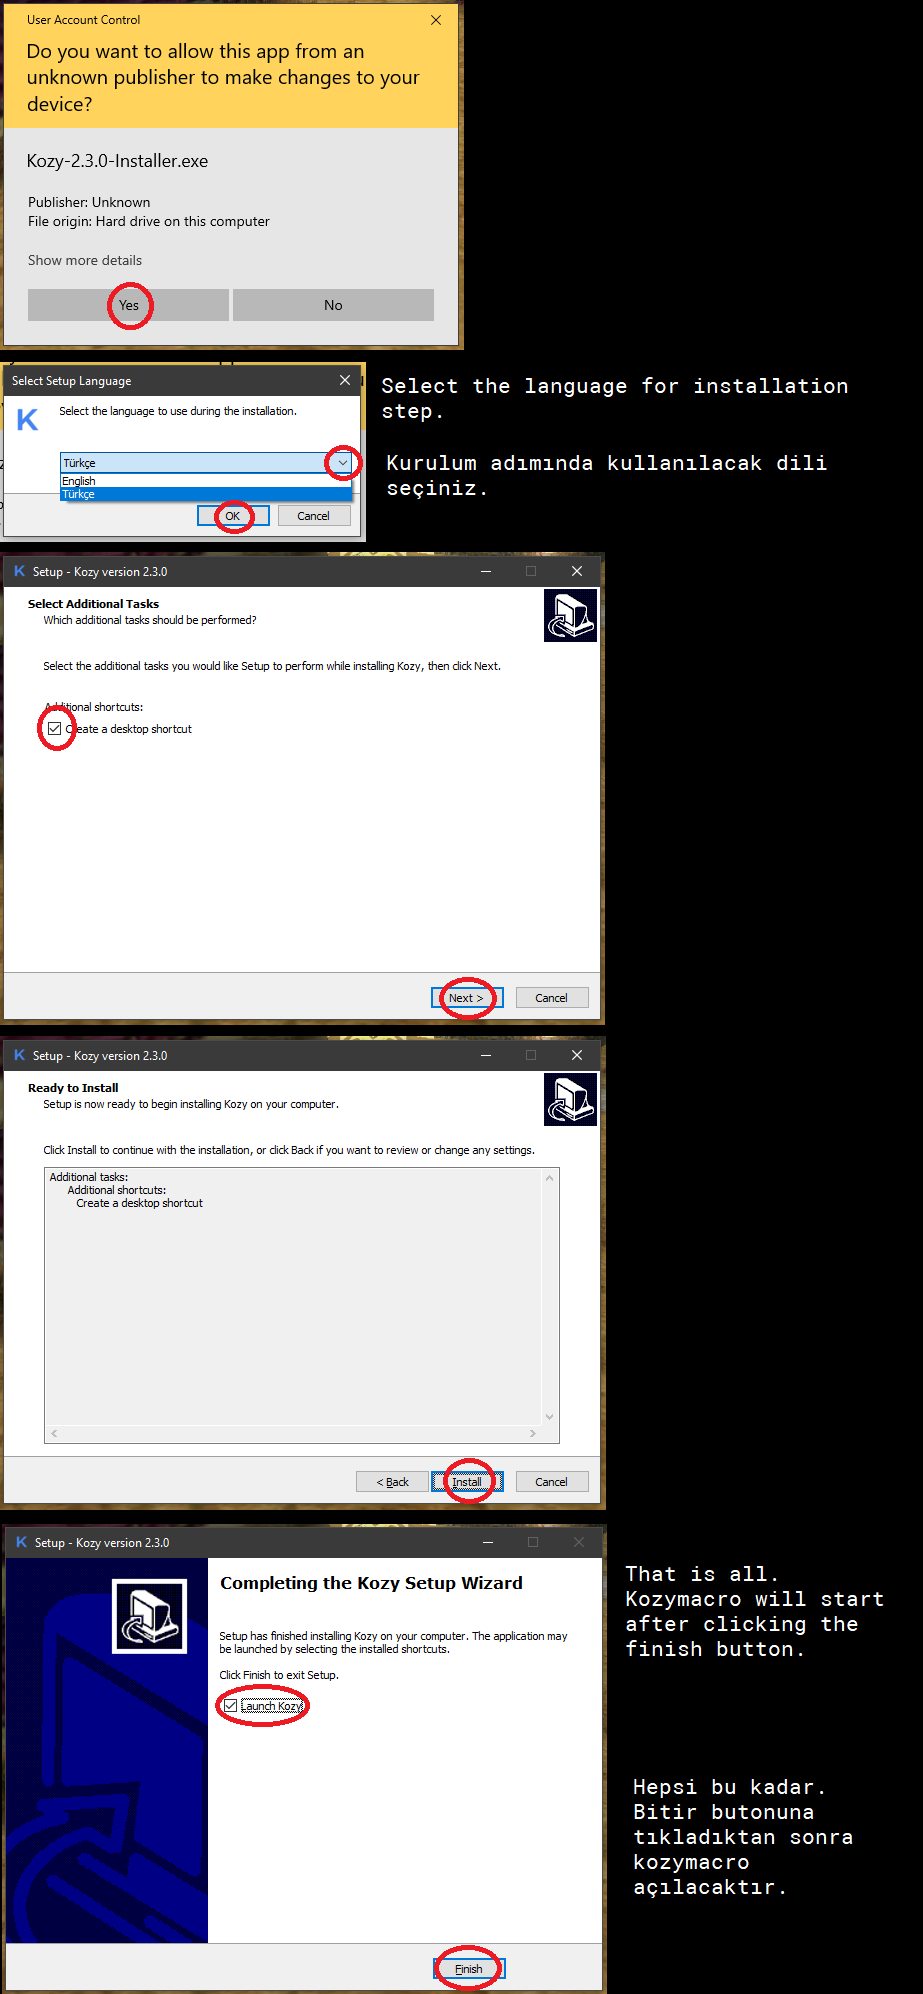 User Account Control
Do you want to allow this app from an
unknown publisher to make changes to your
device?
Kozy-2.3.0-Installer.exe
Publisher: Unknown
File origin: Hard drive on this computer
Show more details
Yes
No
Select Setup Language
Select the language to use during the installation.
Türkçe
English
Türkçe
OK
Cancel
Select the language for installation
step.
Kurulum adımında kullanılacak dili
seçiniz.
Setup - Kozy version 2.3.0
Select Additional Tasks
Which additional tasks should be performed?
Select the additional tasks you would like Setup to perform while installing Kozy, then click Next.
Additional shortcuts:
Create a desktop shortcut
Next >
Cancel
Setup - Kozy version 2.3.0
Ready to Install
Setup is now ready to begin installing Kozy on your computer.
Click Install to continue with the installation, or click Back if you want to review or change any settings.
Additional tasks:
Additional shortcuts:
Create a desktop shortcut
< Back
Install
Cancel
Setup - Kozy version 2.3.0
Completing the Kozy Setup Wizard
Setup has finished installing Kozy on your computer. The application may
be launched by selecting the installed shortcuts.
Click Finish to exit Setup.
Launch Kozy
Finish
That is all.
Kozymacro will start
after clicking the
finish button.
Hepsi bu kadar.
Bitir butonuna
tıkladıktan sonra
kozymacro
açılacaktır.